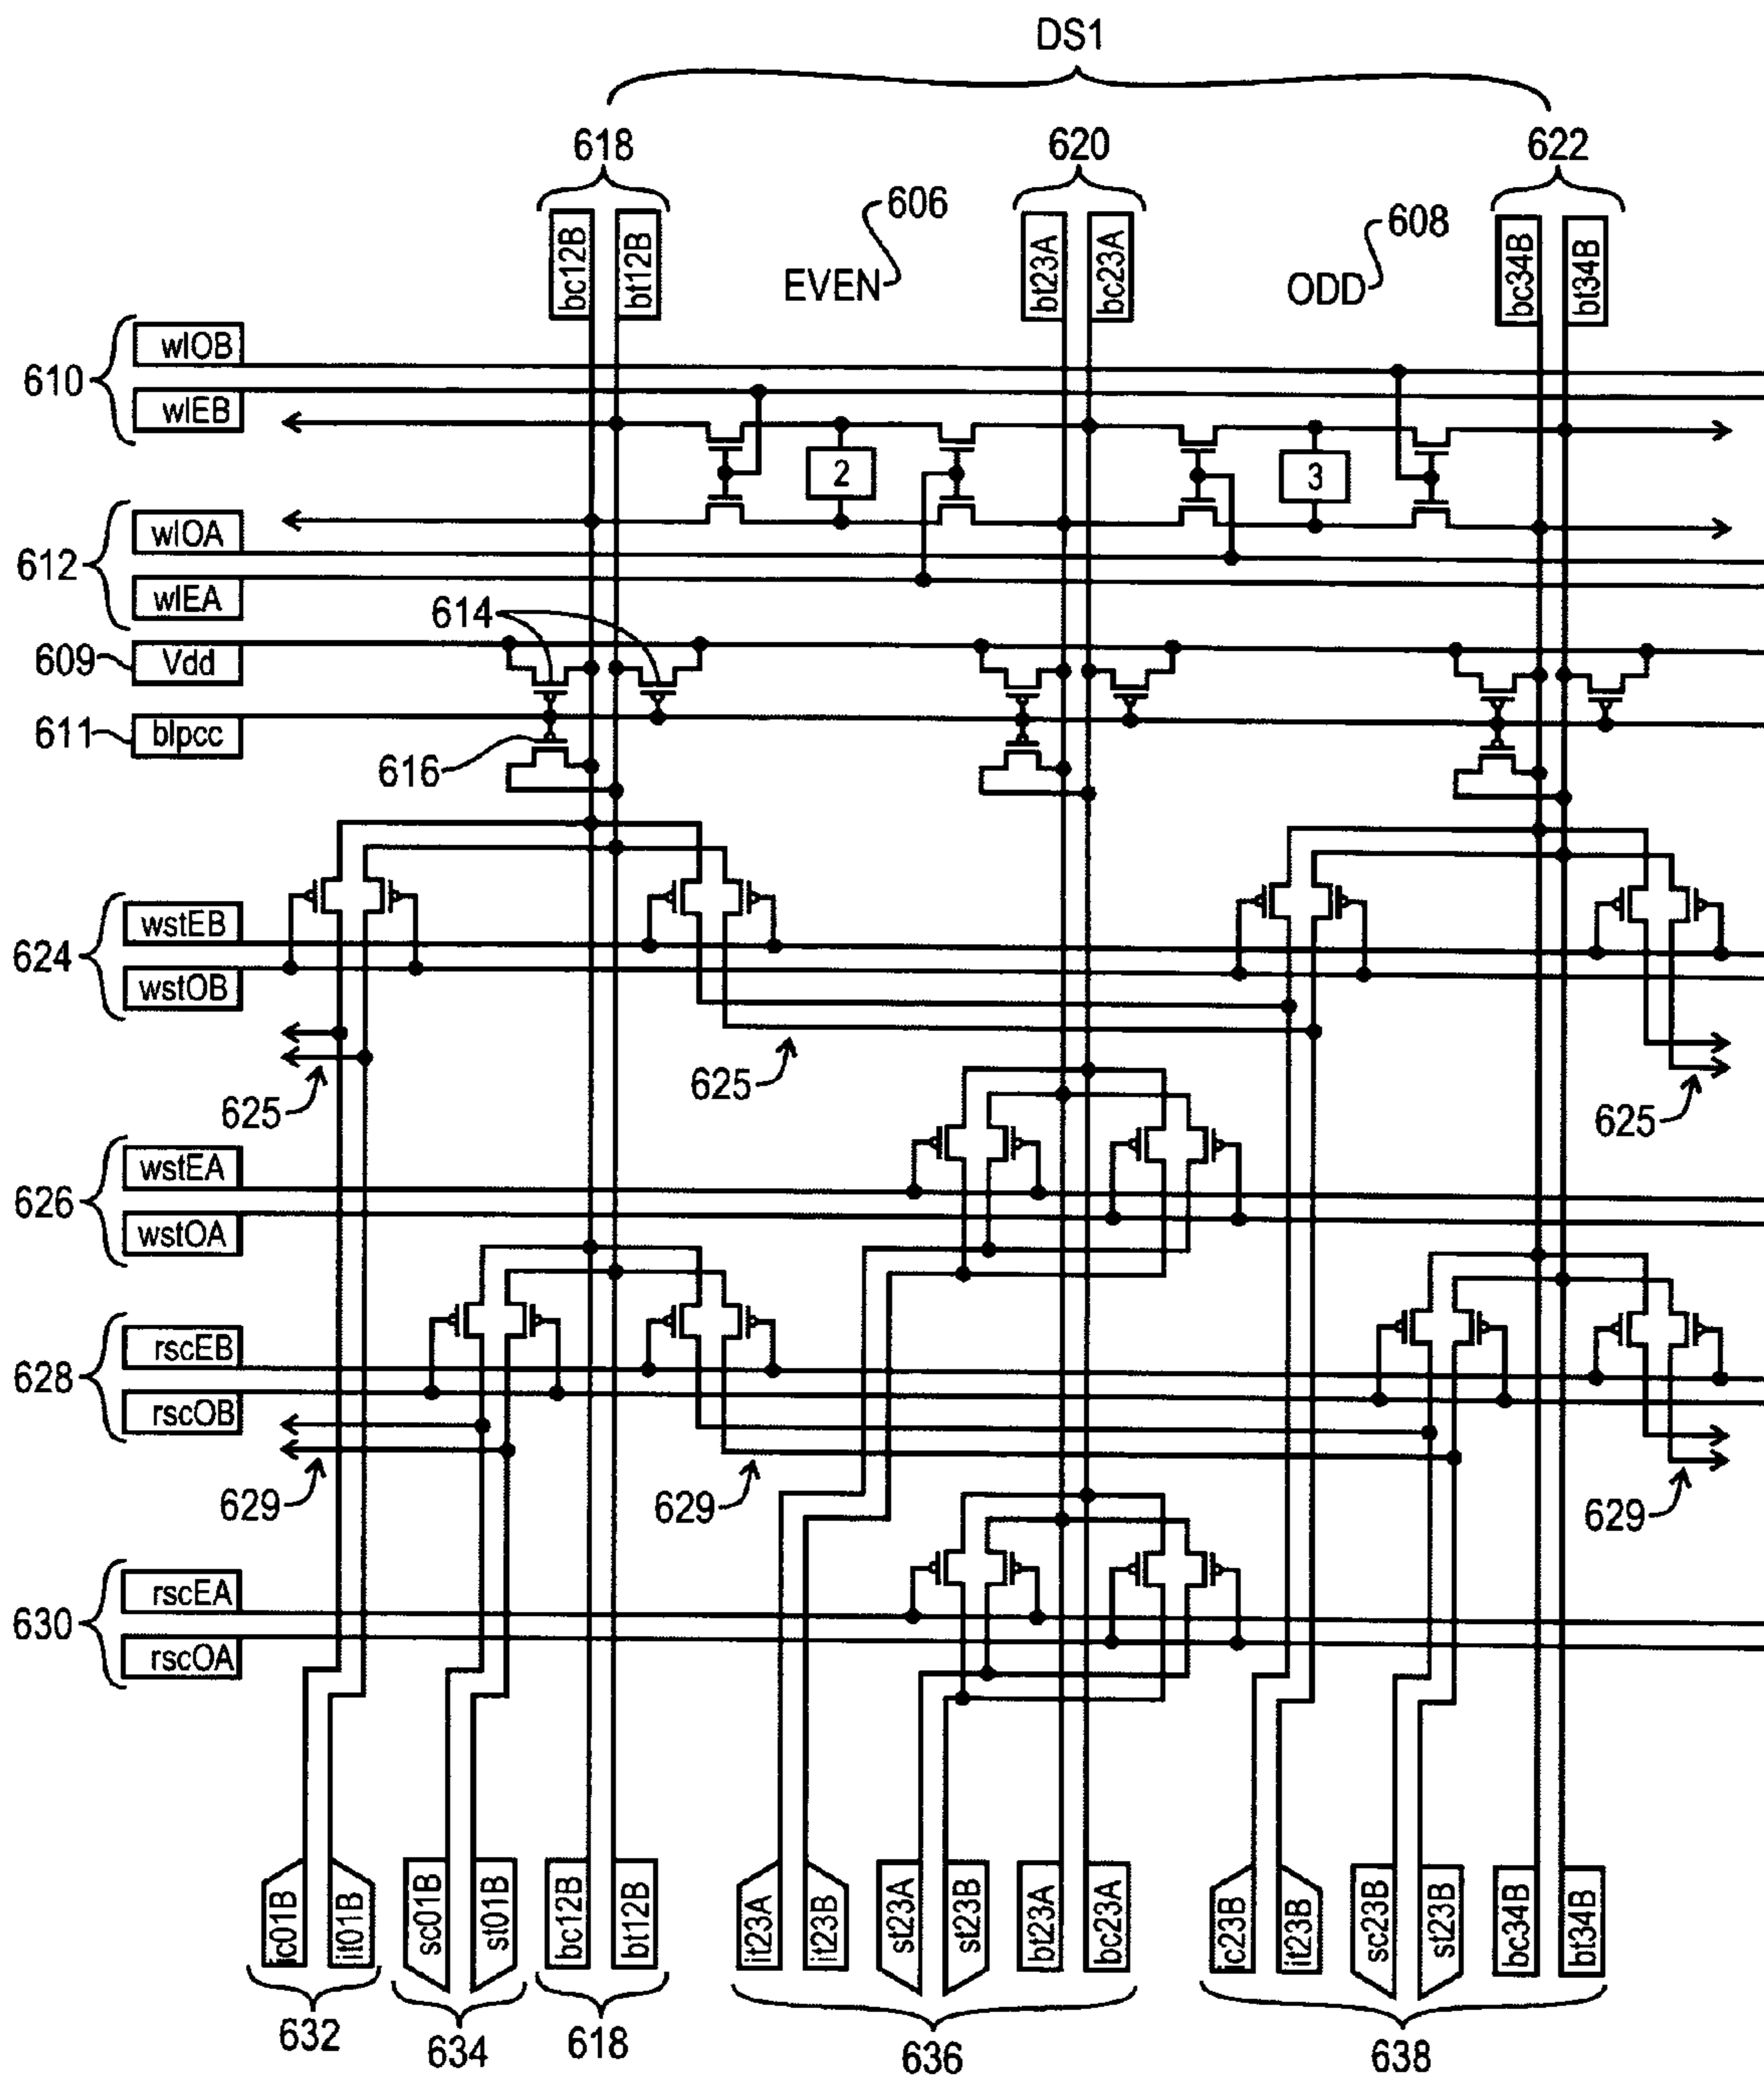 DS1
618
620
622
606
608
bc12B
bt12B
EVEN
bt23A
bc23A
ODD
bc34B
bt34B
610
wlOB
wlEB
2
3
612
wlOA
wlEA
614
609
Vdd
611
blpcc
616
624
wstEB
wstOB
625
625
625
626
wstEA
wstOA
628
rscEB
rscOB
629
629
629
630
rscEA
rscOA
ic01B
it01B
sc01B
st01B
bc12B
bt12B
it23A
it23B
st23A
st23B
bt23A
bc23A
ic23B
it23B
sc23B
st23B
bc34B
bt34B
632
634
618
636
638